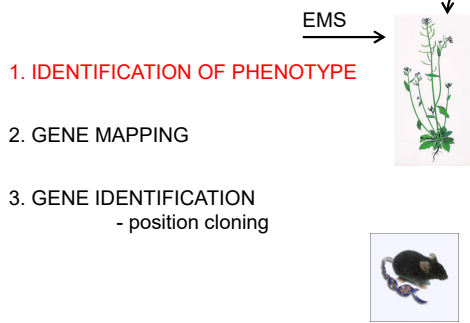 EMS
1. IDENTIFICATION OF PHENOTYPE
2. GENE MAPPING
3. GENE IDENTIFICATION
- position cloning